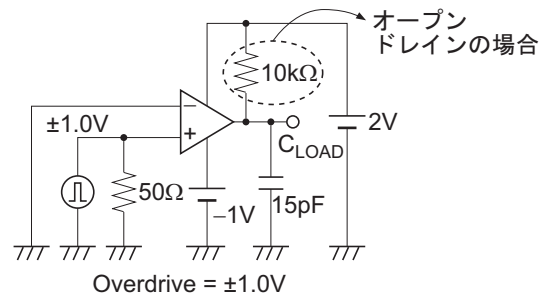 オープン
ドレインの場合
10kΩ
±1.0V
−
+
2V
C_LOAD
50Ω
−1V
15pF
Overdrive = ±1.0V